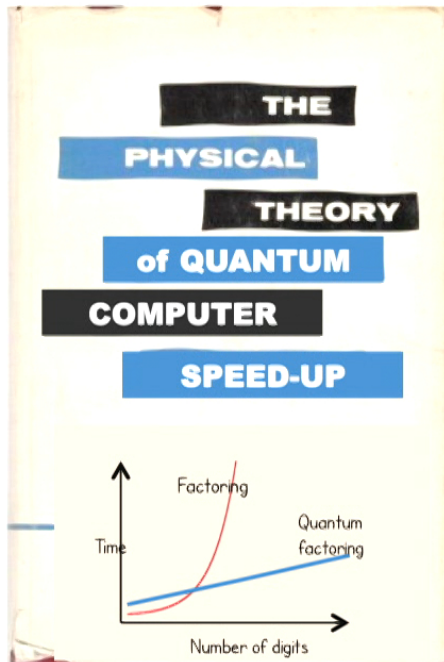 THE
PHYSICAL
THEORY
of QUANTUM
COMPUTER
SPEED-UP
Factoring
Quantum
factoring
Time
Number of digits